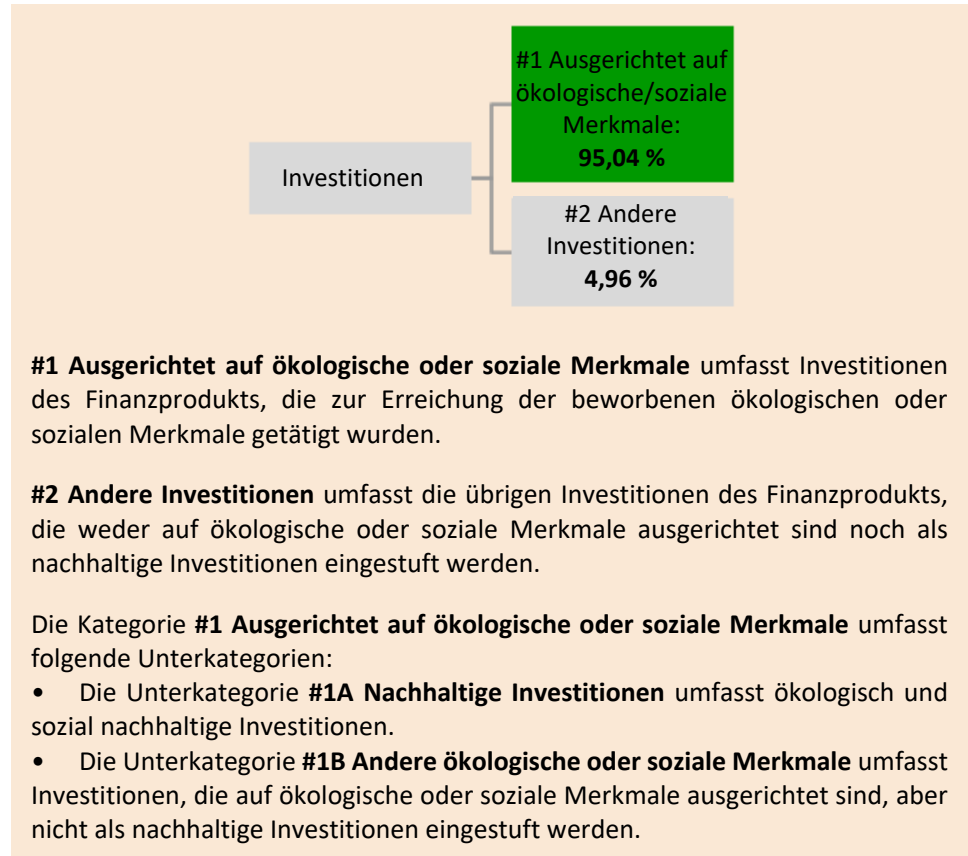 #1 Ausgerichtet auf
ökologische/soziale
Merkmale:
95,04 %
Investitionen
#2 Andere
Investitionen:
4,96 %
#1 Ausgerichtet auf ökologische oder soziale Merkmale umfasst Investitionen
des Finanzprodukts, die zur Erreichung der beworbenen ökologischen oder
sozialen Merkmale getätigt wurden.
#2 Andere Investitionen umfasst die übrigen Investitionen des Finanzprodukts,
die weder auf ökologische oder soziale Merkmale ausgerichtet sind noch als
nachhaltige Investitionen eingestuft werden.
Die Kategorie #1 Ausgerichtet auf ökologische oder soziale Merkmale umfasst
folgende Unterkategorien:
• Die Unterkategorie #1A Nachhaltige Investitionen umfasst ökologisch und
sozial nachhaltige Investitionen.
• Die Unterkategorie #1B Andere ökologische oder soziale Merkmale umfasst
Investitionen, die auf ökologische oder soziale Merkmale ausgerichtet sind, aber
nicht als nachhaltige Investitionen eingestuft werden.